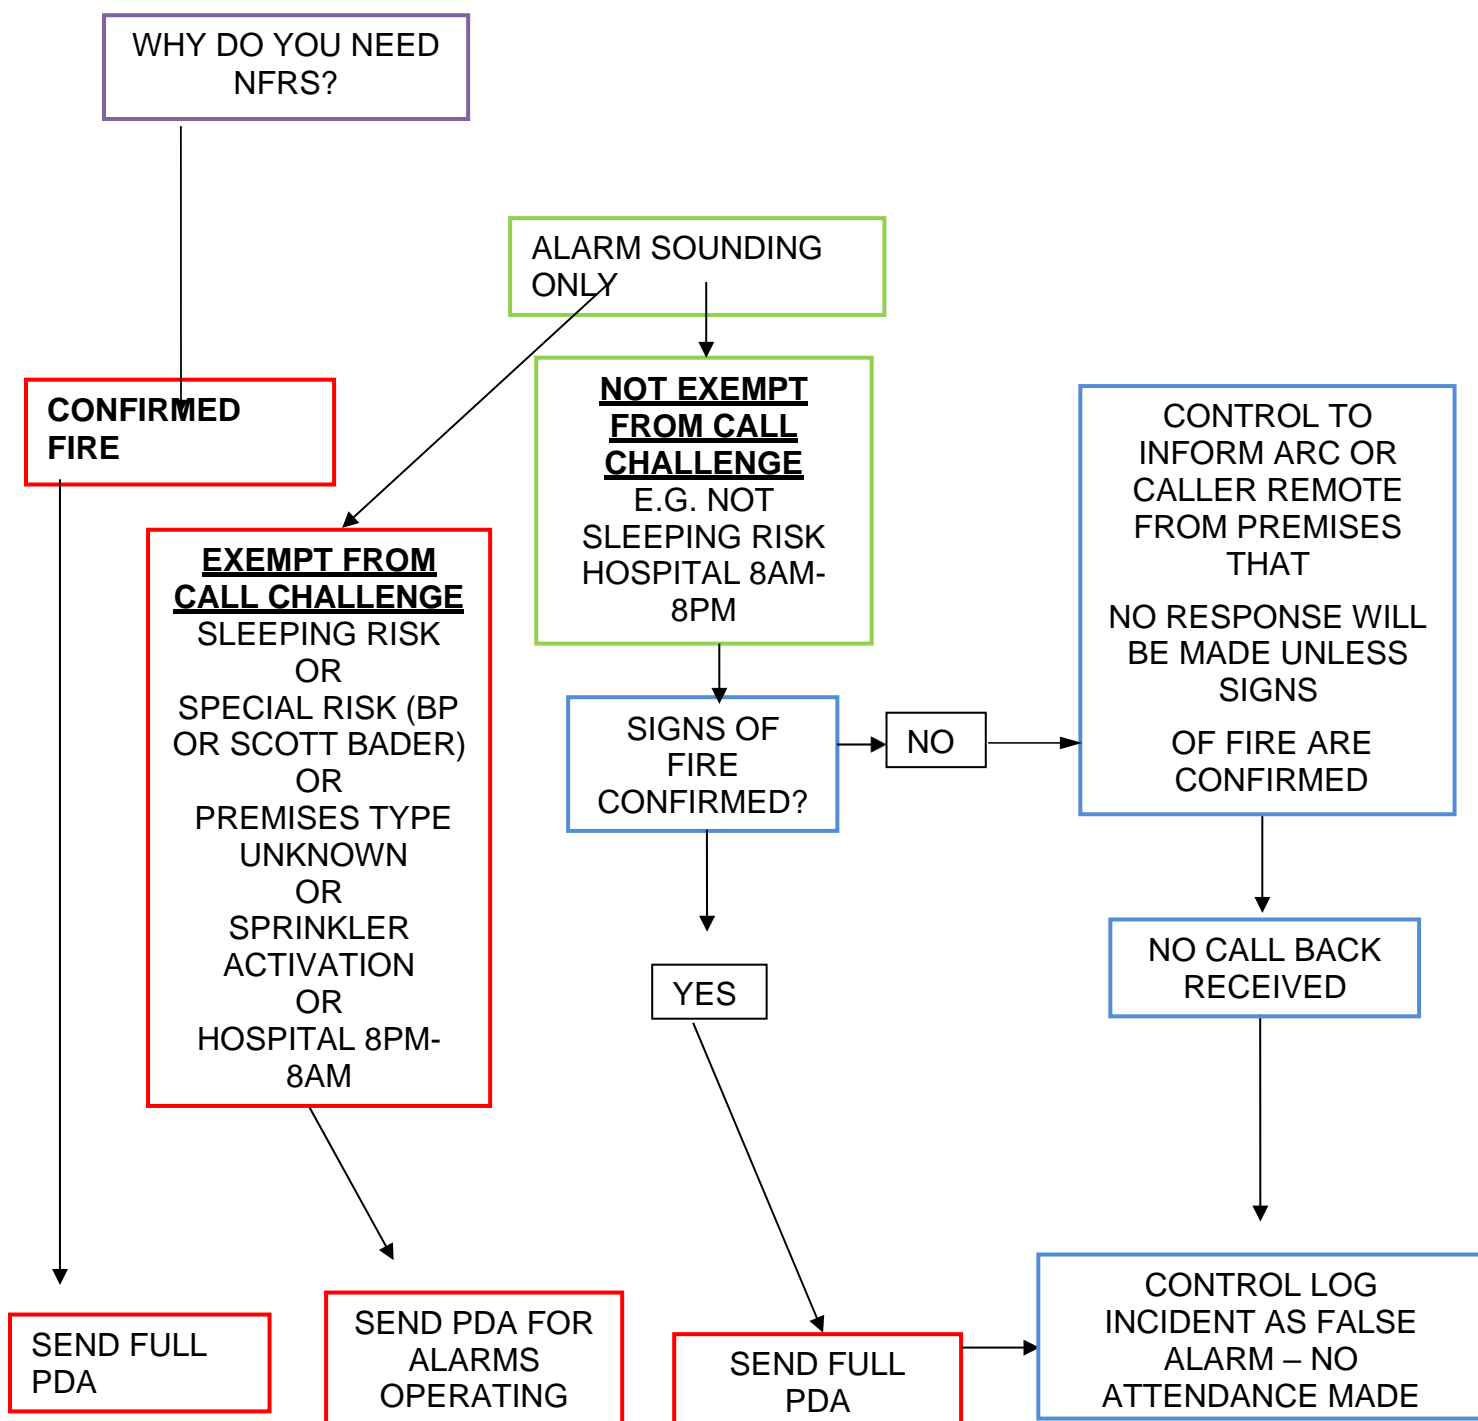 WHY DO YOU NEED
NFRS?
ALARM SOUNDING
ONLY
CONFIRMED
FIRE
NOT EXEMPT
FROM CALL
CHALLENGE
E.G. NOT
SLEEPING RISK
HOSPITAL 8AM-
8PM
CONTROL TO
INFORM ARC OR
CALLER REMOTE
FROM PREMISES
THAT
NO RESPONSE WILL
BE MADE UNLESS
SIGNS
OF FIRE ARE
CONFIRMED
EXEMPT FROM
CALL CHALLENGE
SLEEPING RISK
OR
SPECIAL RISK (BP
OR SCOTT BADER)
OR
PREMISES TYPE
UNKNOWN
OR
SPRINKLER
ACTIVATION
OR
HOSPITAL 8PM-
8AM
SIGNS OF
FIRE
CONFIRMED?
NO
YES
NO CALL BACK
RECEIVED
SEND FULL
PDA
SEND PDA FOR
ALARMS
OPERATING
SEND FULL
PDA
CONTROL LOG
INCIDENT AS FALSE
ALARM – NO
ATTENDANCE MADE